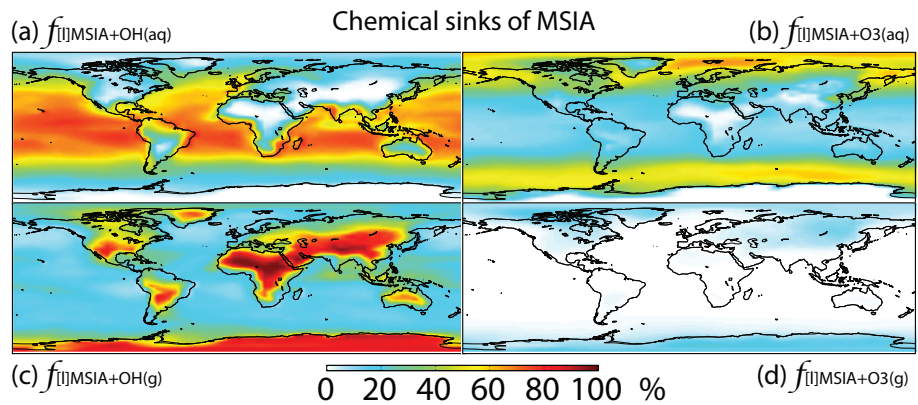 Chemical sinks of MSIA
(a) f[l]MSIA+OH(aq)
(b) f[l]MSIA+O3(aq)
(c) f[l]MSIA+OH(g)
0 20 40 60 80 100 %
(d) f[l]MSIA+O3(g)